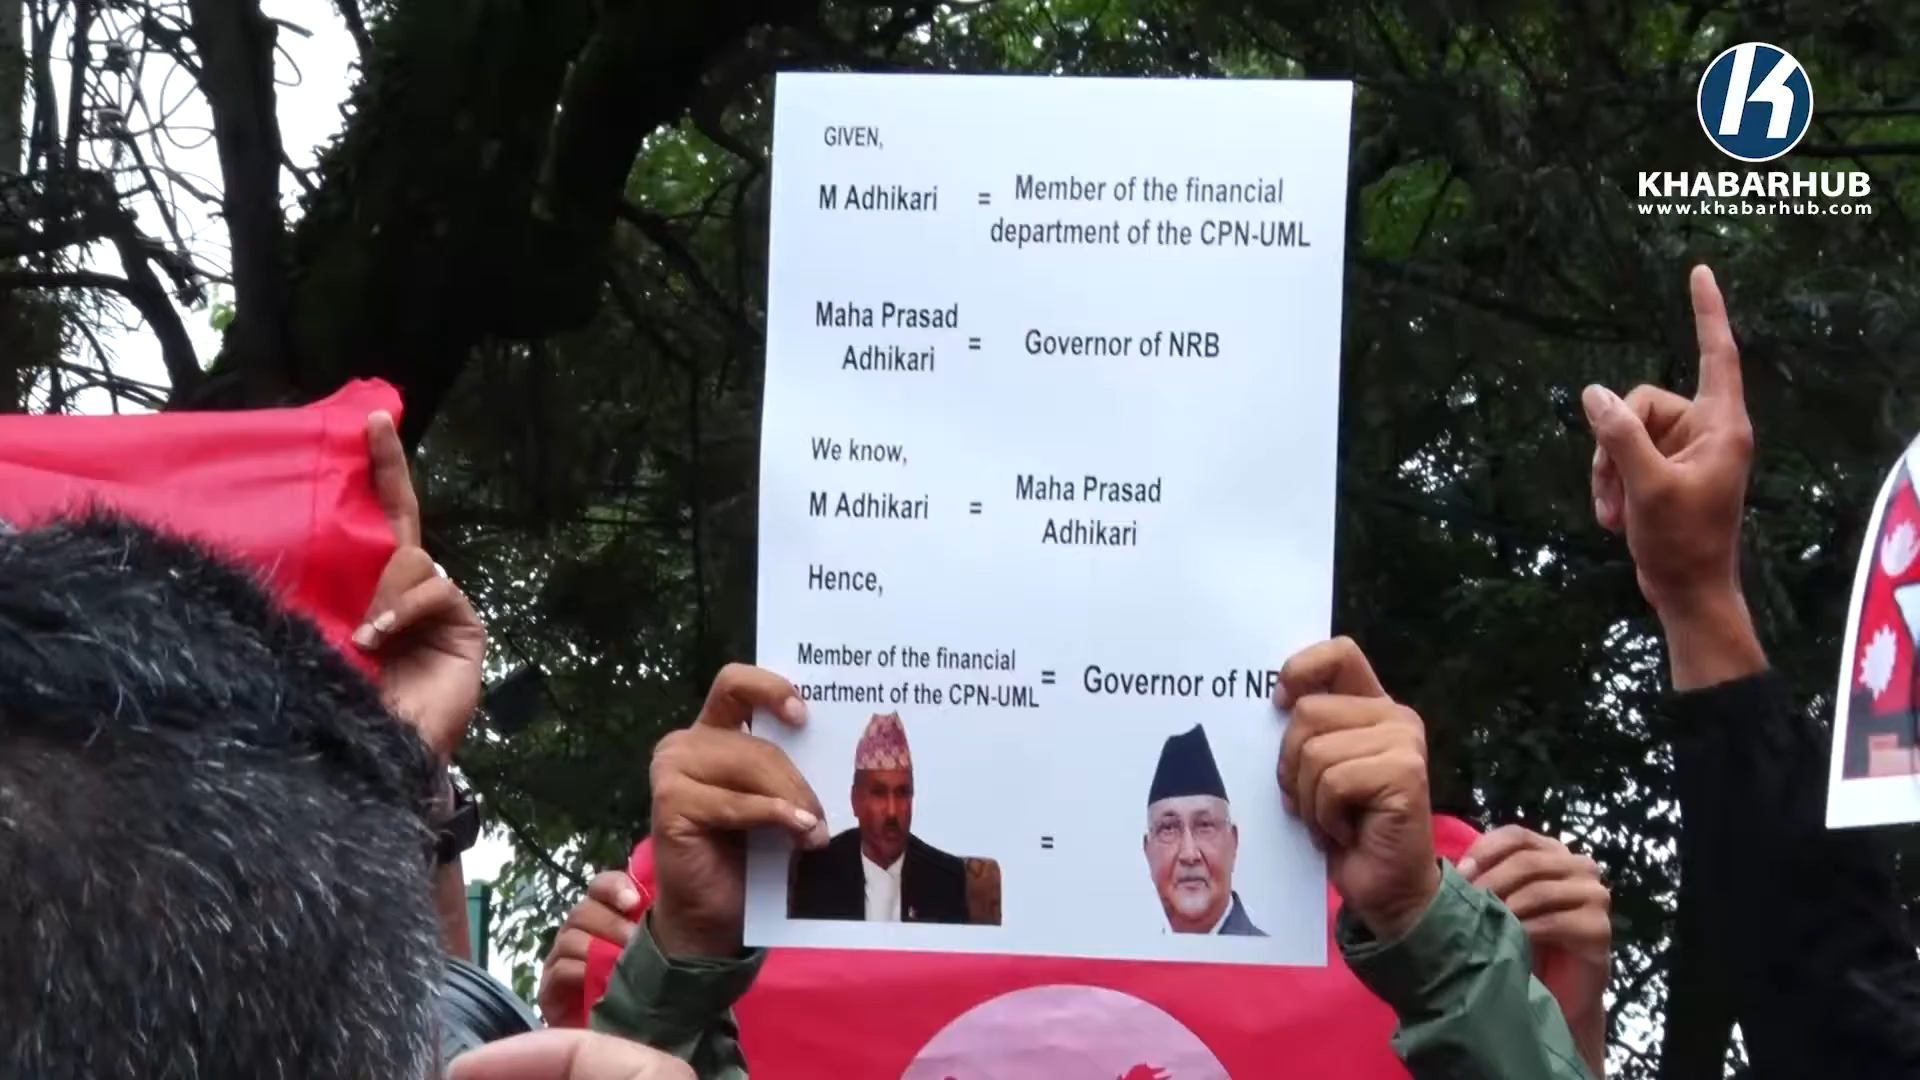 KHABARHUB
www.khabarhub.com
GIVEN,
M Adhikari = Member of the financial
department of the CPN-UML
Maha Prasad
Adhikari = Governor of NRB
We know,
M Adhikari = Maha Prasad
Adhikari
Hence,
Member of the financial
partment of the CPN-UML = Governor of NR
=